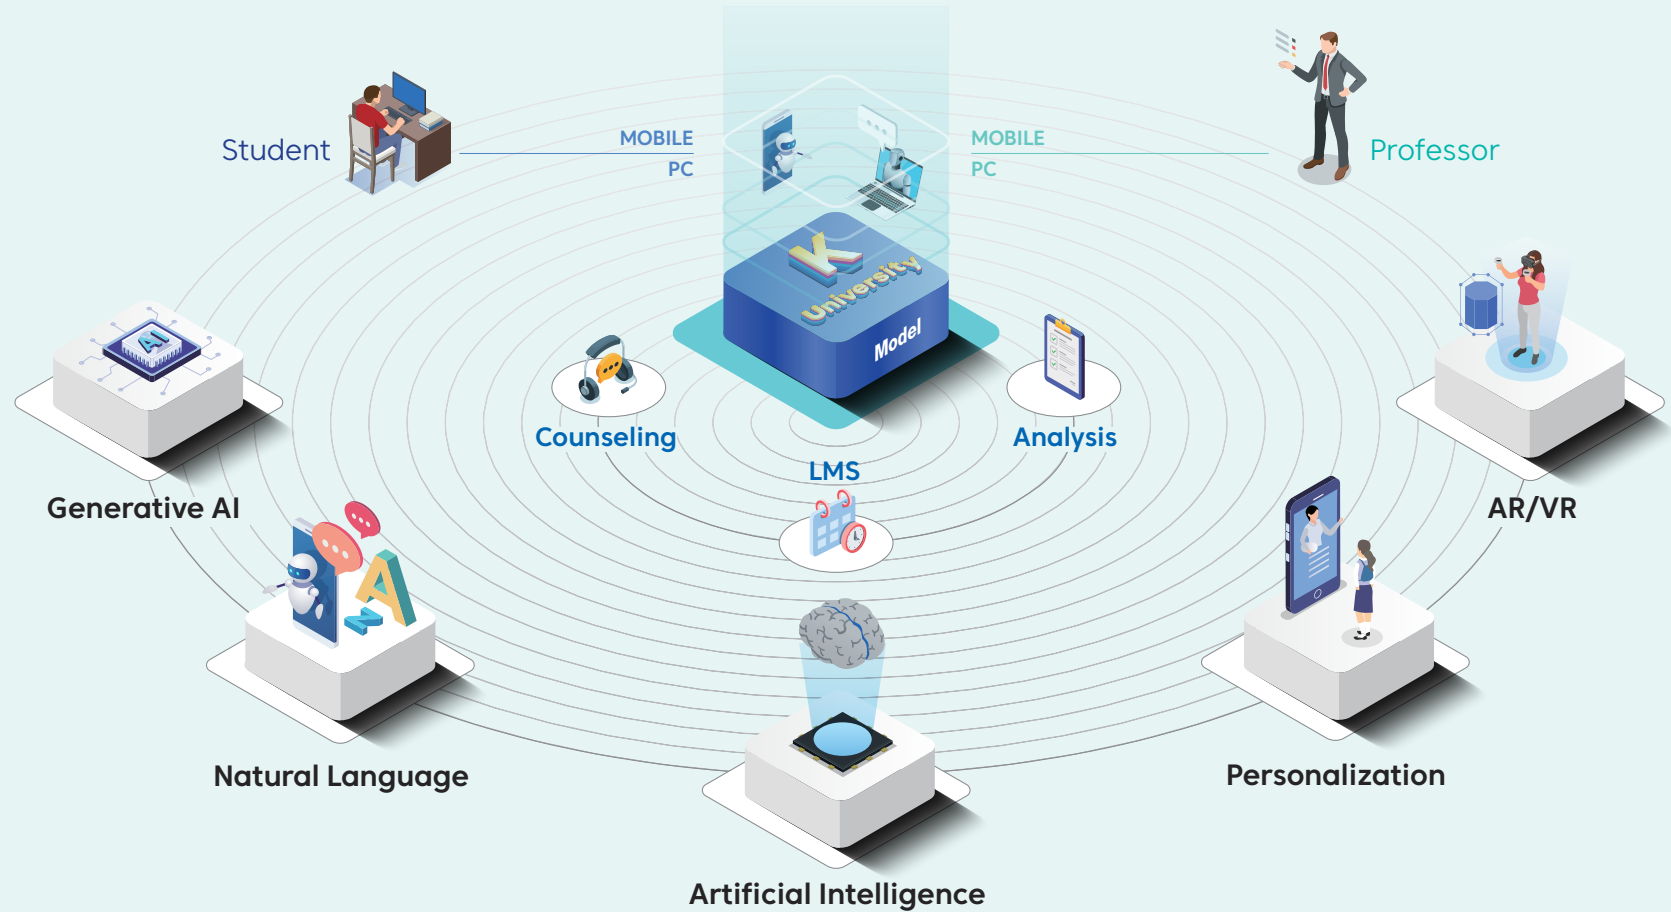 Student
MOBILE
PC
MOBILE
PC
Professor
K
University
Model
AI
Counseling
Analysis
LMS
Generative AI
AR/VR
A
N
Natural Language
Personalization
Artificial Intelligence